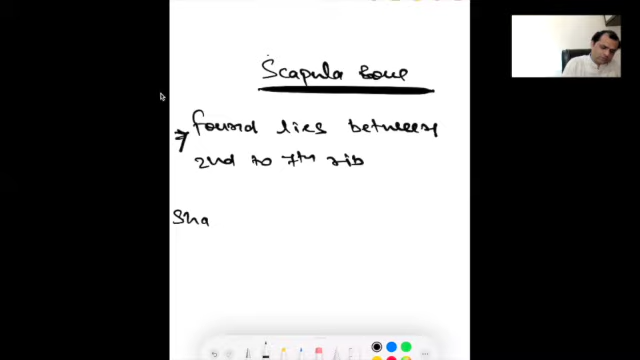 Scapula bone
found lies between
2nd to 7th rib
Sha